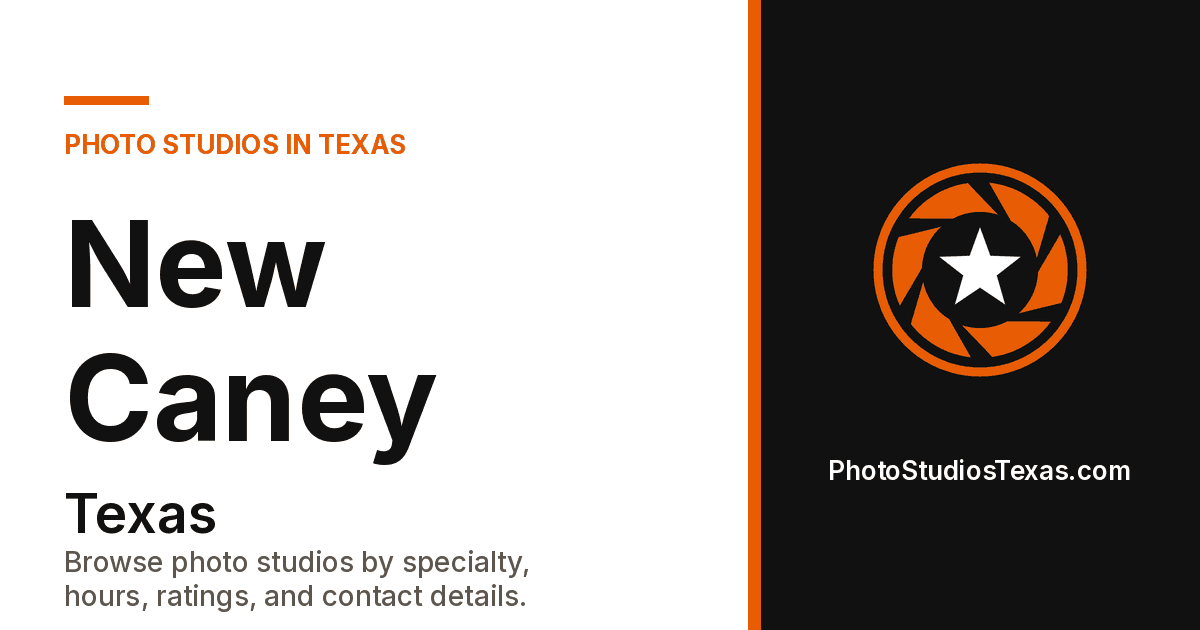 PHOTO STUDIOS IN TEXAS
New
Caney
Texas
Browse photo studios by specialty,
hours, ratings, and contact details.
PhotoStudiosTexas.com